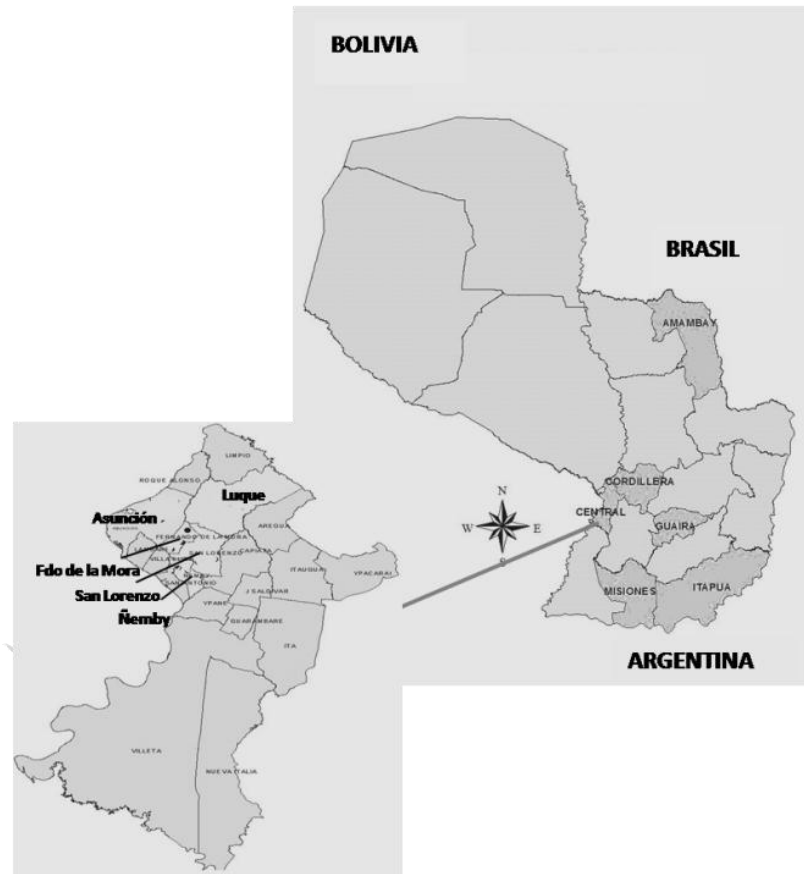 BOLIVIA
BRASIL
AMAMBAY
CORDILLERA
CENTRAL
GUAIRA
MISIONES
ITAPUA
ARGENTINA
N
W
E
S
LIMPIO
ROQUE ALONSO
Luque
Asunción
AREGUA
FERNANDO DE LA MORA
SAN LORENZO
CAPIATA
ITAUGUA
YPACARAI
Fdo de la Mora
San Lorenzo
Ñemby
SAN ANTONIO
J SALDIVAR
YPANE
GUARAMBARE
ITA
VILLETA
NUEVA ITALIA